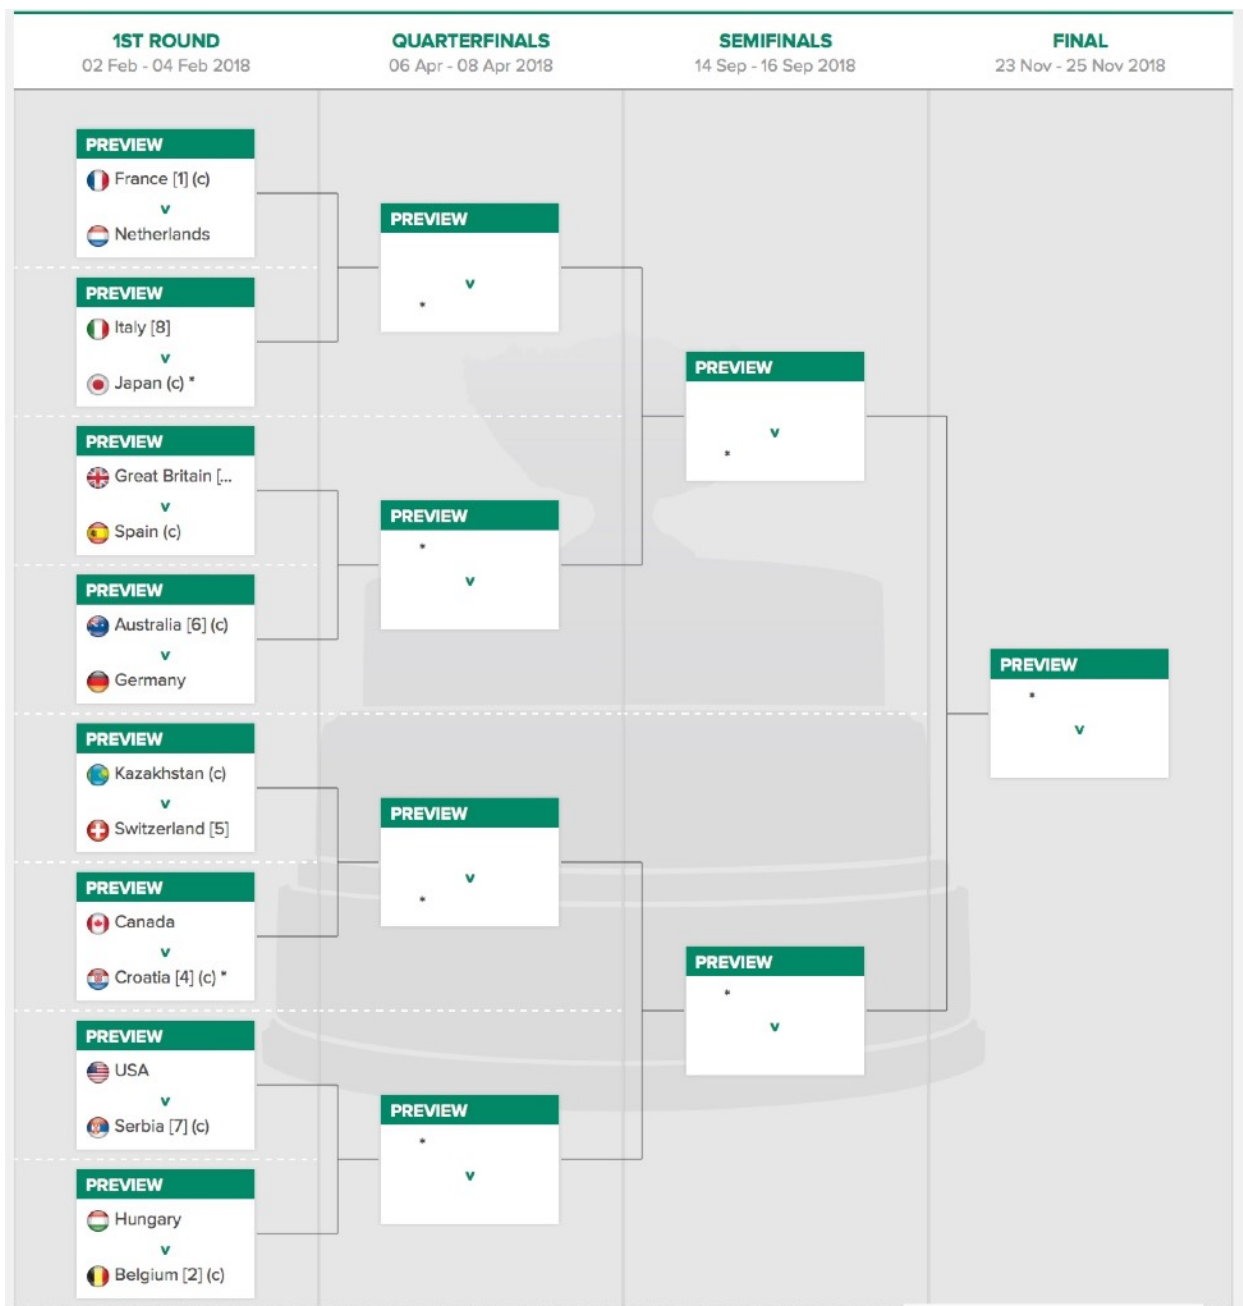 1ST ROUND
02 Feb - 04 Feb 2018
QUARTERFINALS
06 Apr - 08 Apr 2018
SEMIFINALS
14 Sep - 16 Sep 2018
FINAL
23 Nov - 25 Nov 2018
PREVIEW
France [1] (c)
v
Netherlands
PREVIEW
Italy [8]
v
Japan (c) *
PREVIEW
Great Britain [...
v
Spain (c)
PREVIEW
Australia [6] (c)
v
Germany
PREVIEW
Kazakhstan (c)
v
Switzerland [5]
PREVIEW
Canada
v
Croatia [4] (c) *
PREVIEW
USA
v
Serbia [7] (c)
PREVIEW
Hungary
v
Belgium [2] (c)
PREVIEW
v
*
PREVIEW
*
v
PREVIEW
v
*
PREVIEW
*
v
PREVIEW
v
*
PREVIEW
*
v
PREVIEW
*
v